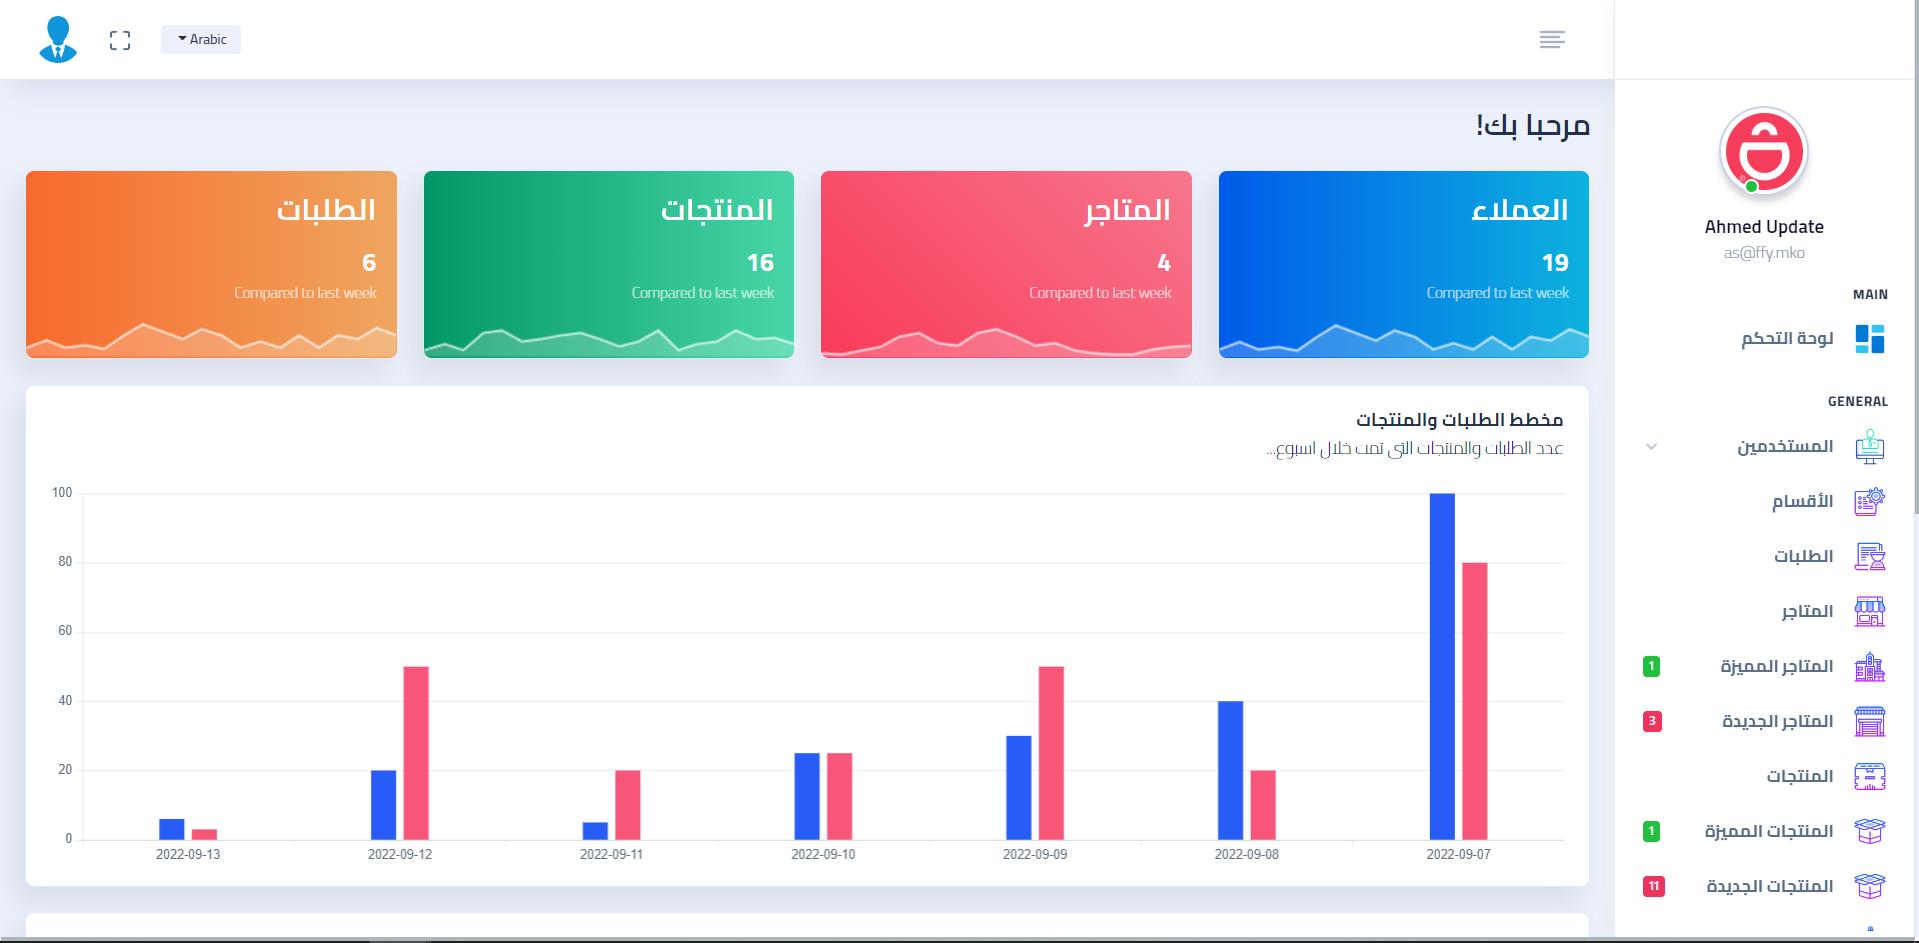 Arabic
مرحبا بك!
العملاء
19
Compared to last week
المتاجر
4
Compared to last week
المنتجات
16
Compared to last week
الطلبات
6
Compared to last week
مخطط الطلبات والمنتجات
عدد الطلبات والمنتجات التى تمت خلال اسبوع...
100
80
60
40
20
0
2022-09-13
2022-09-12
2022-09-11
2022-09-10
2022-09-09
2022-09-08
2022-09-07
Ahmed Update
as@ffy.mko
MAIN
لوحة التحكم
GENERAL
المستخدمين
الأقسام
الطلبات
المتاجر
المتاجر المميزة 1
المتاجر الجديدة 3
المنتجات
المنتجات المميزة 1
المنتجات الجديدة 11